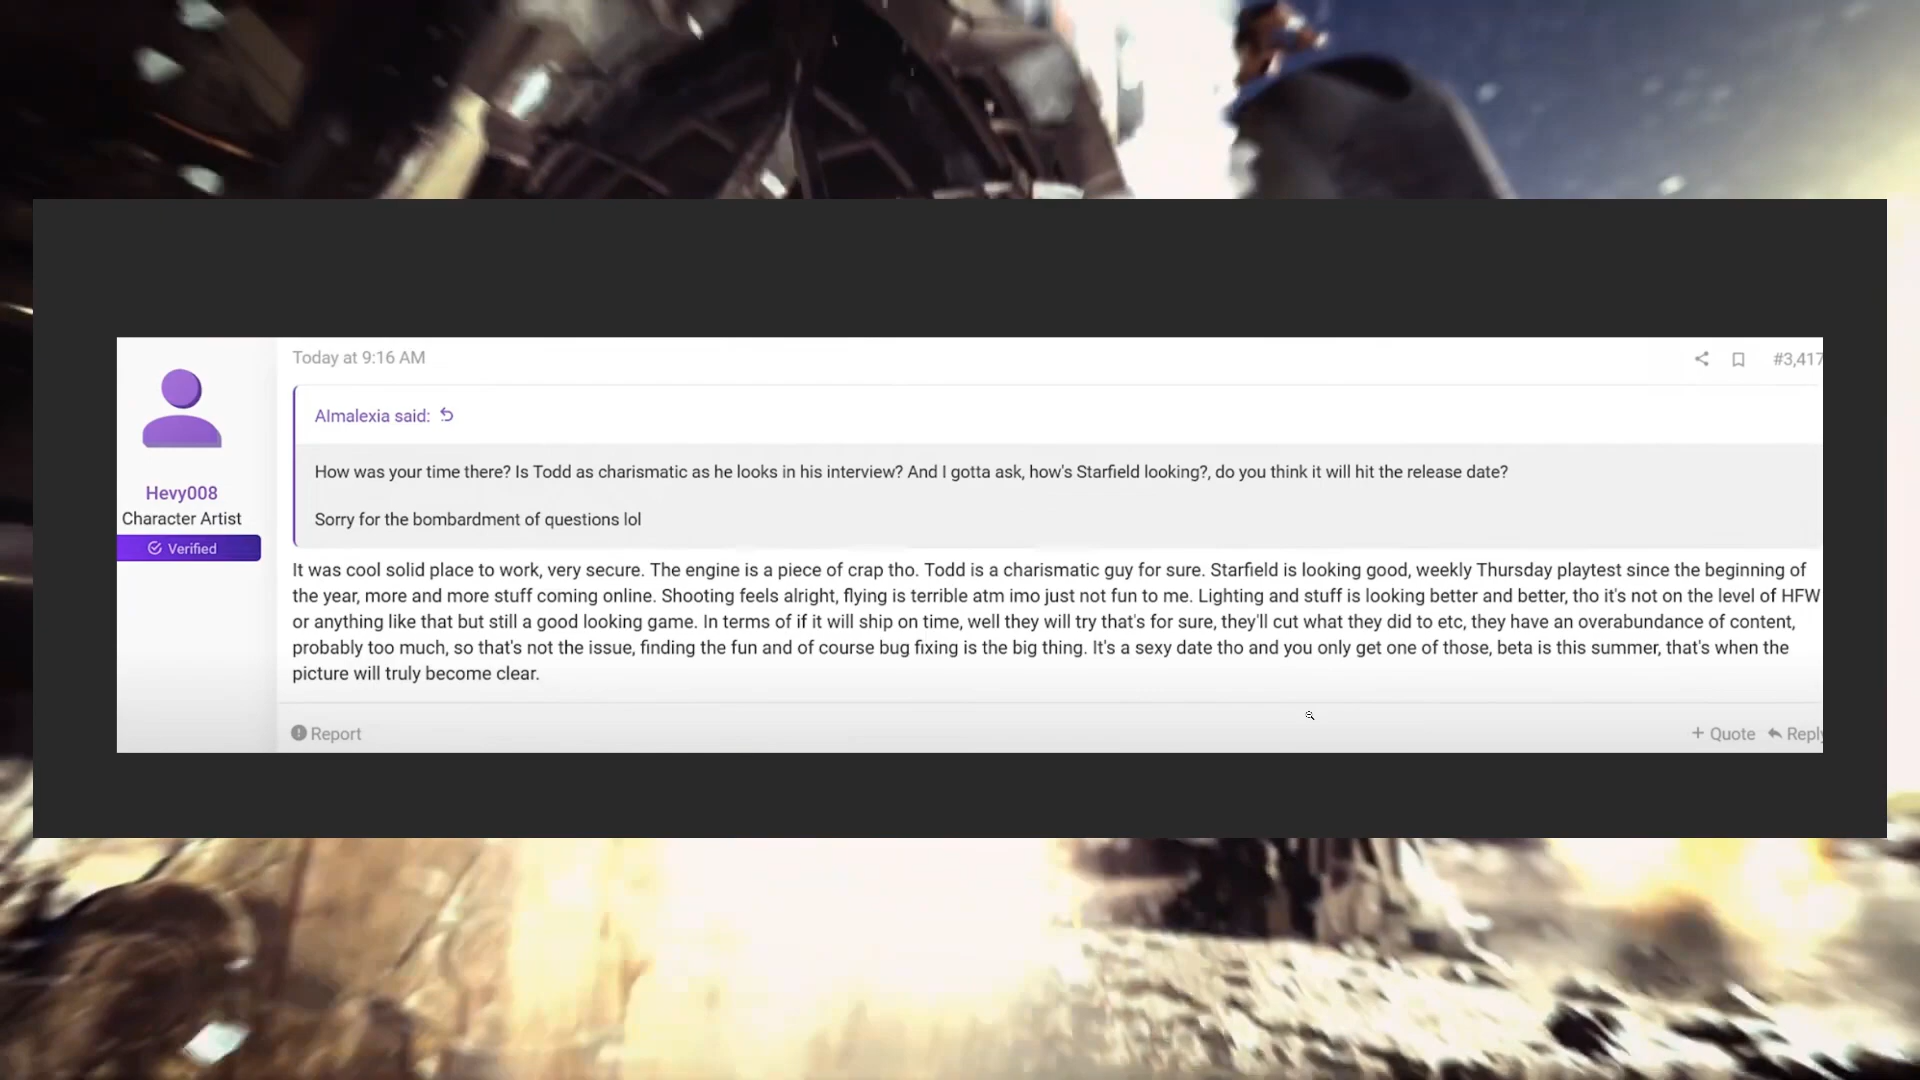 Today at 9:16 AM
#3,417
Almalexia said:
How was your time there? Is Todd as charismatic as he looks in his interview? And I gotta ask, how's Starfield looking?, do you think it will hit the release date?
Sorry for the bombardment of questions lol
Hevy008
Character Artist
Verified
It was cool solid place to work, very secure. The engine is a piece of crap tho. Todd is a charismatic guy for sure. Starfield is looking good, weekly Thursday playtest since the beginning of
the year, more and more stuff coming online. Shooting feels alright, flying is terrible atm imo just not fun to me. Lighting and stuff is looking better and better, tho it's not on the level of HFW
or anything like that but still a good looking game. In terms of if it will ship on time, well they will try that's for sure, they'll cut what they did to etc, they have an overabundance of content,
probably too much, so that's not the issue, finding the fun and of course bug fixing is the big thing. It's a sexy date tho and you only get one of those, beta is this summer, that's when the
picture will truly become clear.
Report
+ Quote
Reply